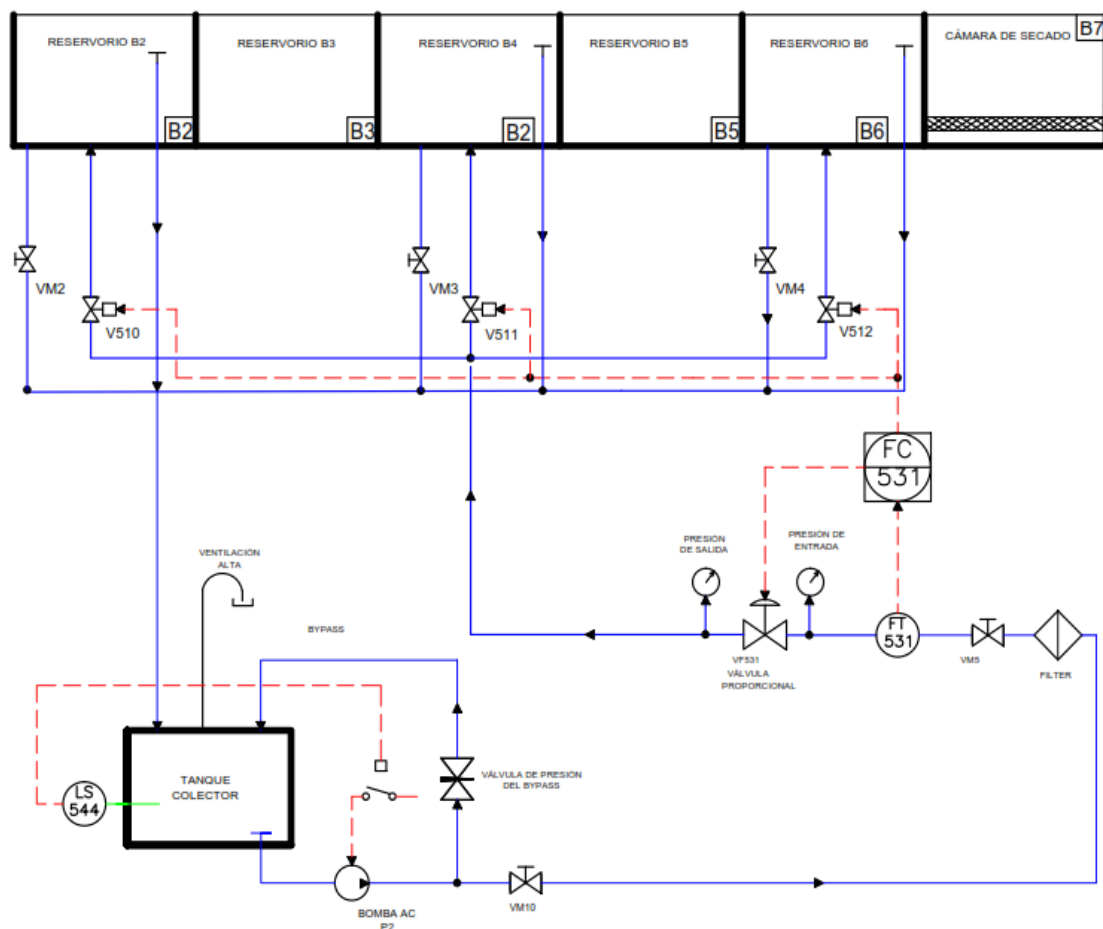 RESERVORIO B2
RESERVORIO B3
RESERVORIO B4
RESERVORIO B5
RESERVORIO B6
CÁMARA DE SECADO
B7
B2
B3
B2
B5
B6
VM2
V510
VM3
V511
VM4
V512
FC
531
PRESIÓN
DE SALIDA
PRESIÓN DE
ENTRADA
VENTILACIÓN
ALTA
BYPASS
FT
531
VF531
VÁLVULA
PROPORCIONAL
VM5
FILTER
TANQUE
COLECTOR
LS
544
VÁLVULA DE PRESIÓN
DEL BYPASS
BOMBA AC
P2
VM10